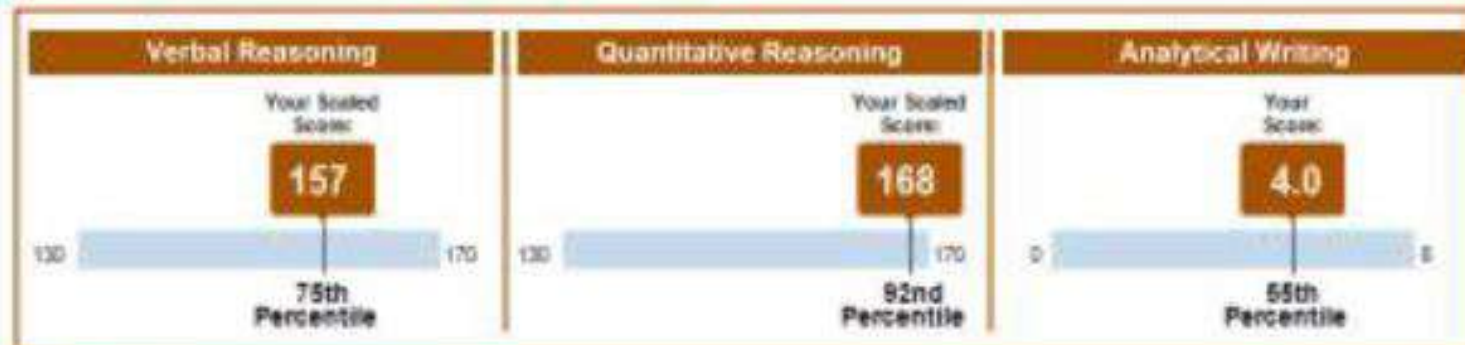 Verbal Reasoning
Your Scaled
Score:
157
130
170
75th
Percentile
Quantitative Reasoning
Your Scaled
Score:
168
130
170
92nd
Percentile
Analytical Writing
Your
Score:
4.0
0
6
55th
Percentile